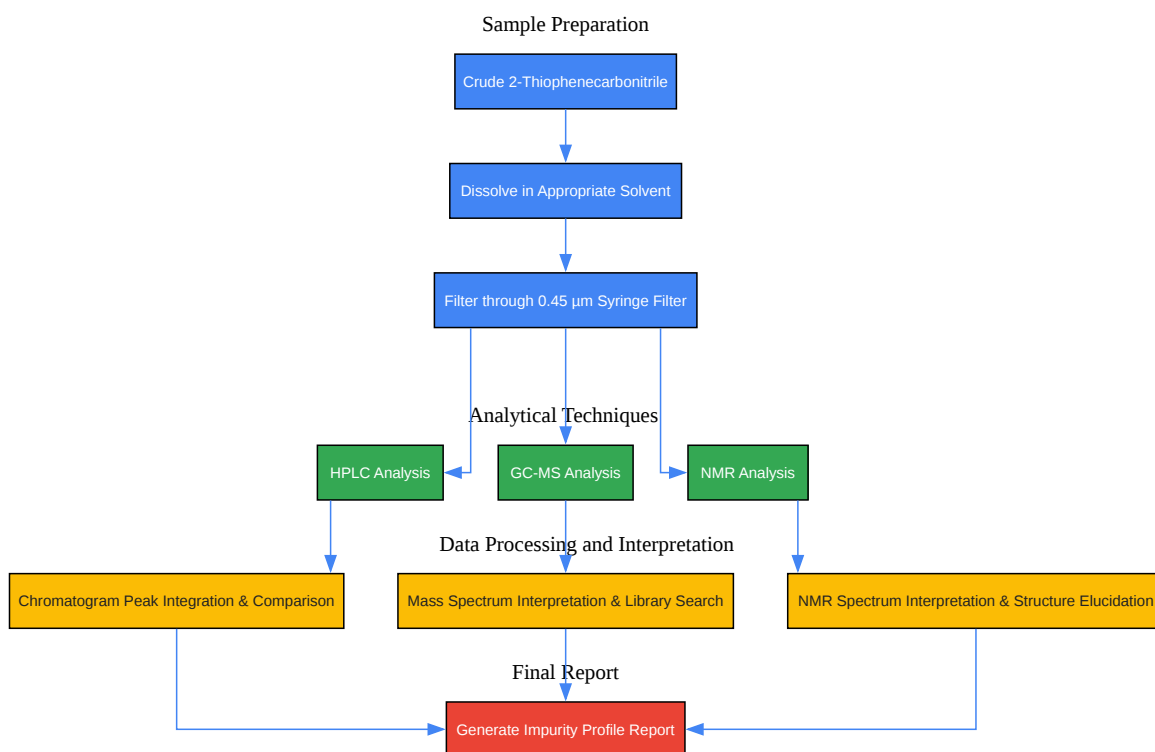 Sample Preparation
Crude 2-Thiophenecarbonitrile
Dissolve in Appropriate Solvent
Filter through 0.45 µm Syringe Filter
Analytical Techniques
HPLC Analysis
GC-MS Analysis
NMR Analysis
Data Processing and Interpretation
Chromatogram Peak Integration & Comparison
Mass Spectrum Interpretation & Library Search
NMR Spectrum Interpretation & Structure Elucidation
Final Report
Generate Impurity Profile Report